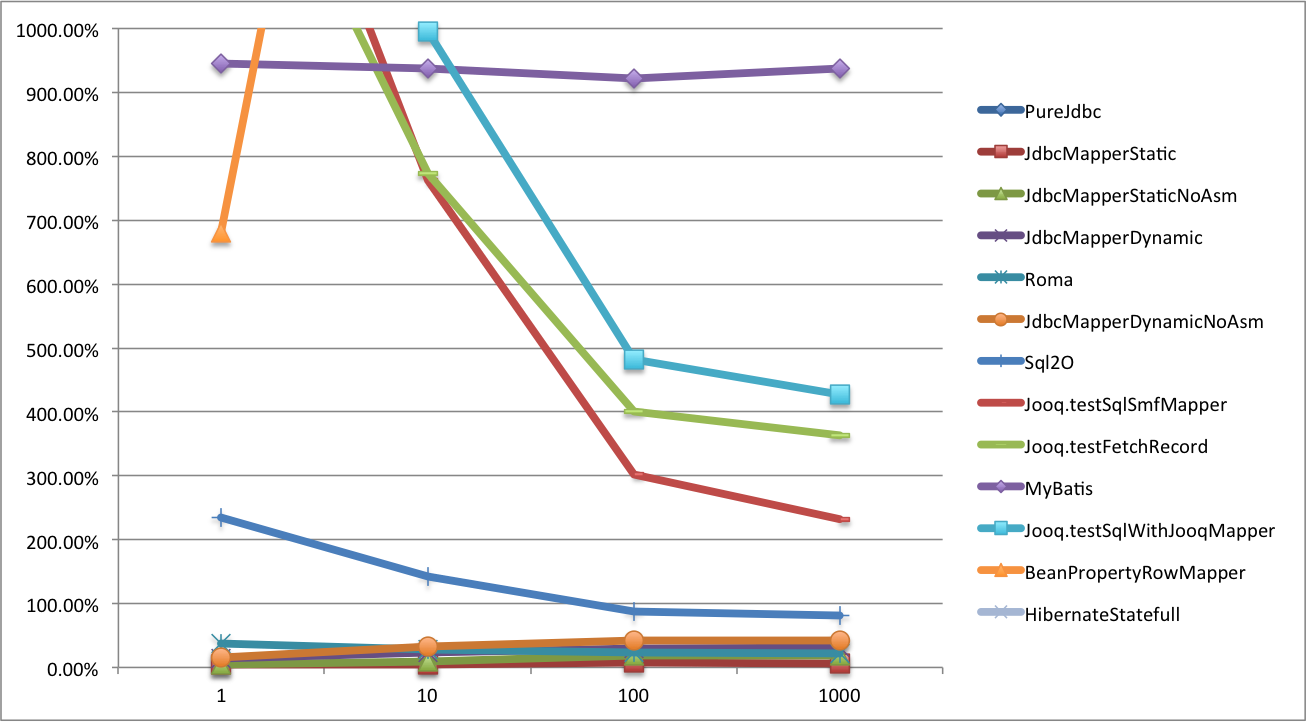 1000.00%
900.00%
800.00%
700.00%
600.00%
500.00%
400.00%
300.00%
200.00%
100.00%
0.00%
1
10
100
1000
PureJdbc
JdbcMapperStatic
JdbcMapperStaticNoAsm
JdbcMapperDynamic
Roma
JdbcMapperDynamicNoAsm
Sql2O
Jooq.testSqlSmfMapper
Jooq.testFetchRecord
MyBatis
Jooq.testSqlWithJooqMapper
BeanPropertyRowMapper
HibernateStatefull